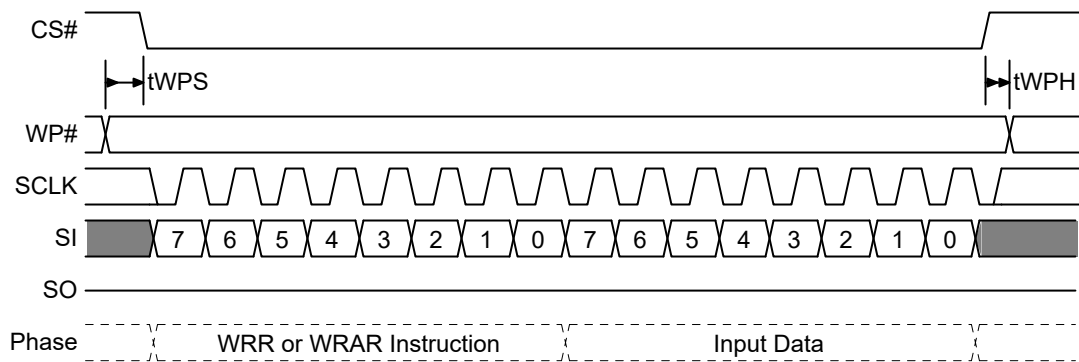 CS#
tWPS
tWPH
WP#
SCLK
SI 7 6 5 4 3 2 1 0 7 6 5 4 3 2 1 0
SO
Phase WRR or WRAR Instruction Input Data